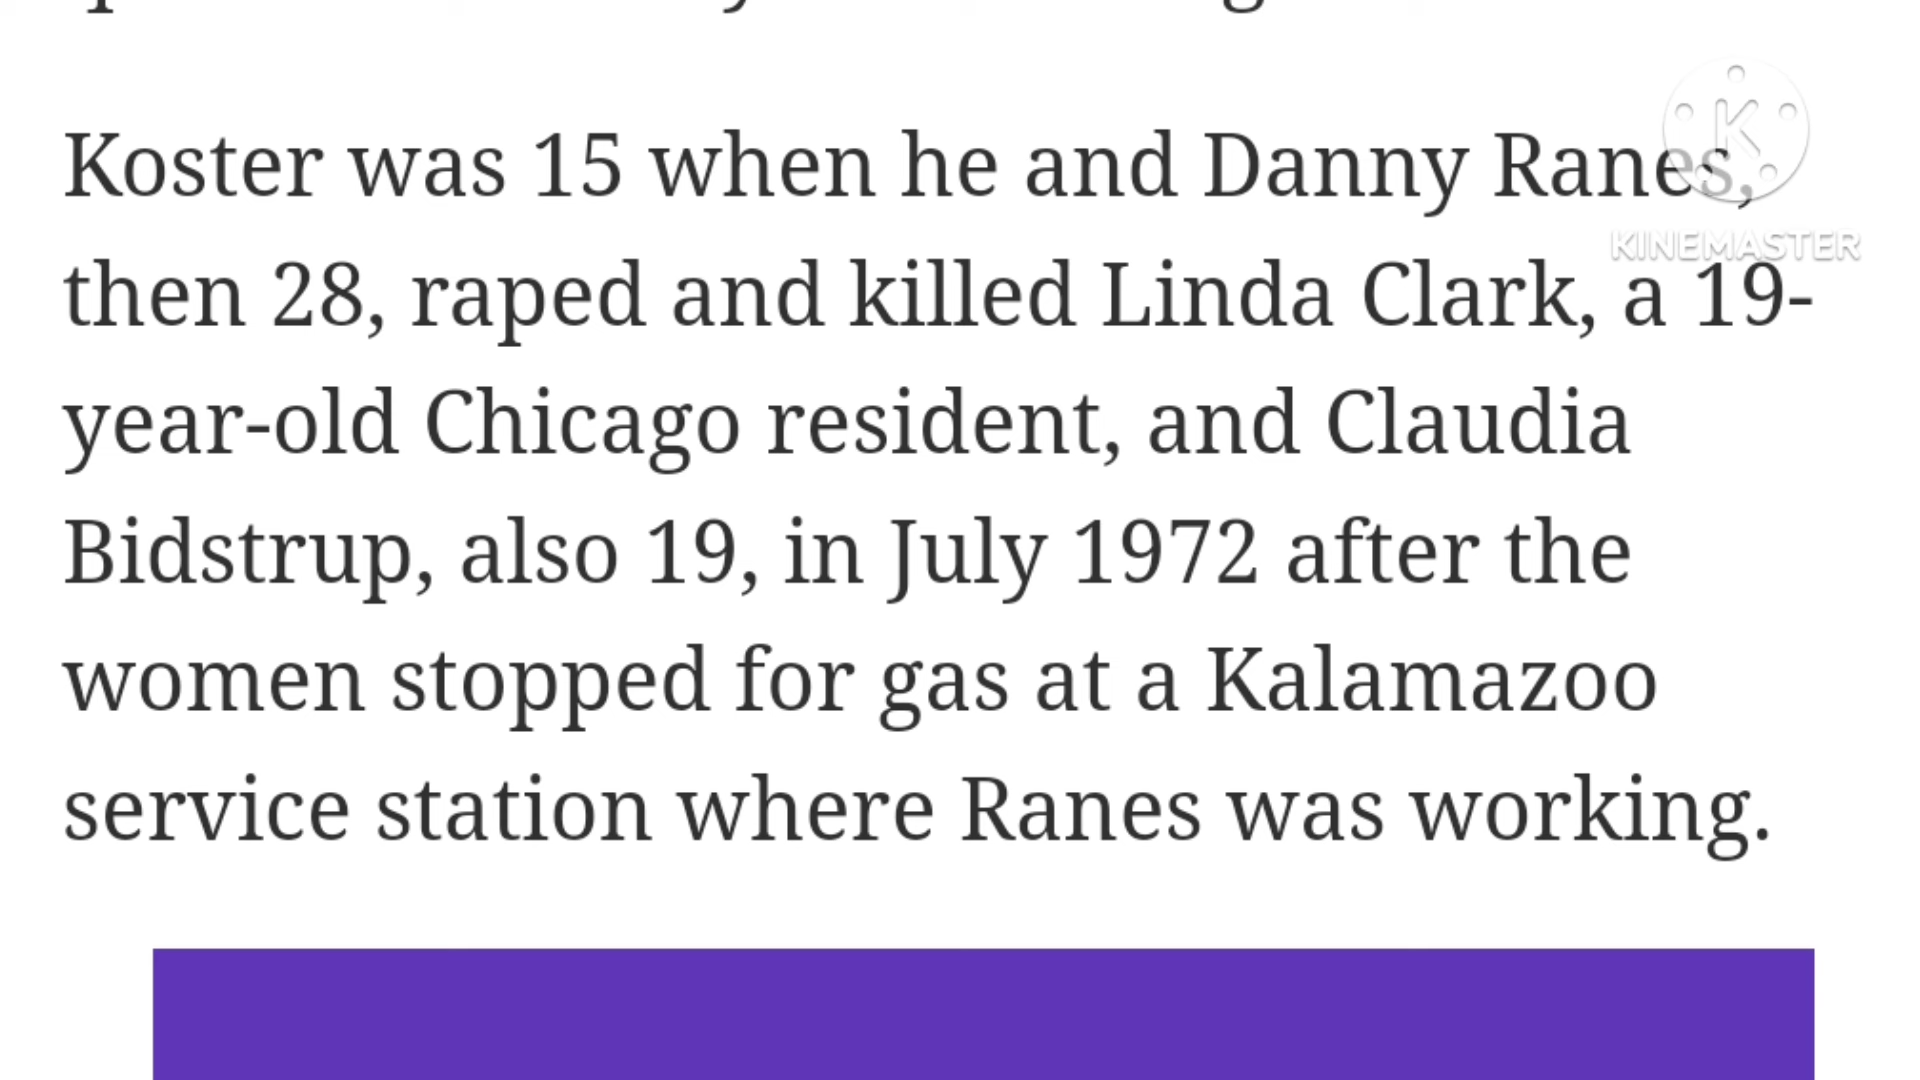 Koster was 15 when he and Danny Ranes,
KINEMASTER
then 28, raped and killed Linda Clark, a 19-
year-old Chicago resident, and Claudia
Bidstrup, also 19, in July 1972 after the
women stopped for gas at a Kalamazoo
service station where Ranes was working.